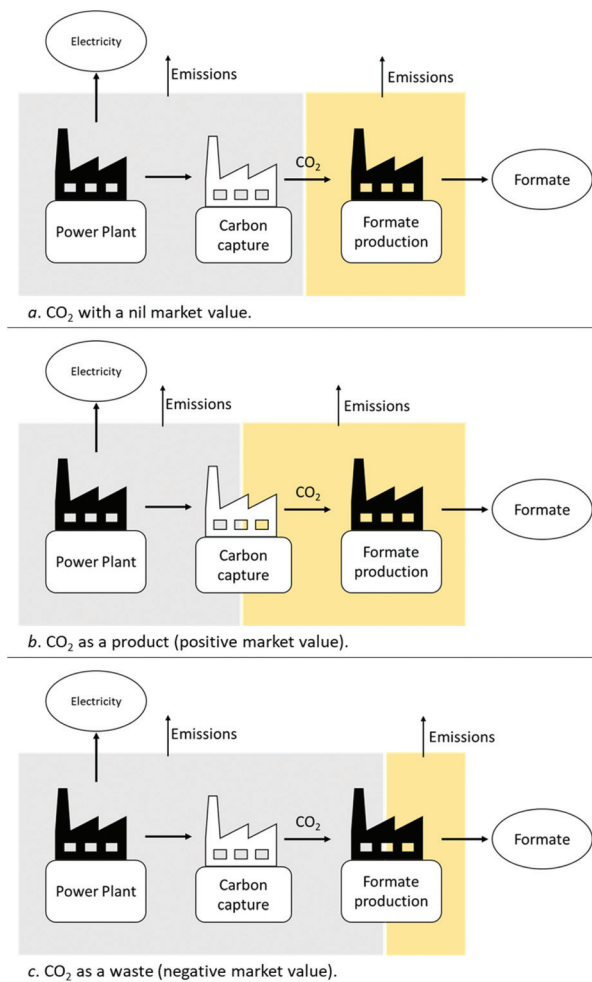 Electricity
Emissions
Emissions
CO₂
Power Plant
Carbon
capture
Formate
production
Formate
a. CO₂ with a nil market value.
Electricity
Emissions
Emissions
CO₂
Power Plant
Carbon
capture
Formate
production
Formate
b. CO₂ as a product (positive market value).
Electricity
Emissions
Emissions
CO₂
Power Plant
Carbon
capture
Formate
production
Formate
c. CO₂ as a waste (negative market value).